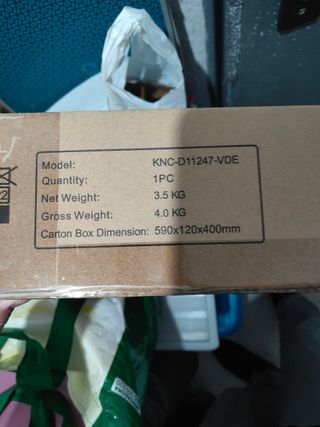 Model: KNC-D11247-VDE
Quantity: 1PC
Net Weight: 3.5 KG
Gross Weight: 4.0 KG
Carton Box Dimension: 590x120x400mm